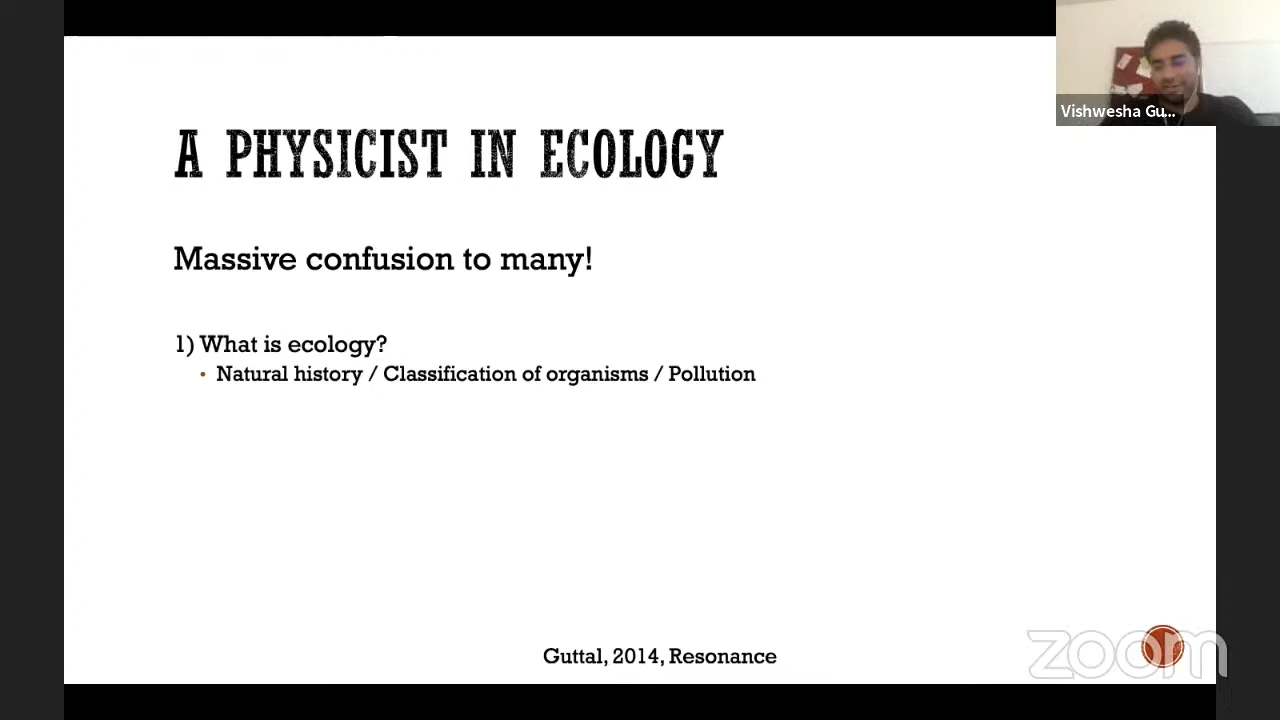 Vishwesha Gu...
A PHYSICIST IN ECOLOGY
Massive confusion to many!
1) What is ecology?
• Natural history / Classification of organisms / Pollution
Guttal, 2014, Resonance
zoom